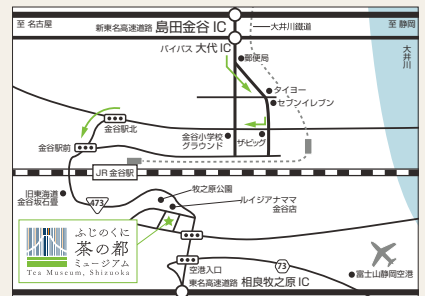 至 名古屋
新東名高速道路 島田金谷 IC
大井川鐵道
至 静岡
バイパス 大代 IC
大井川
郵便局
タイヨー
セブンイレブン
金谷駅北
金谷小学校
グラウンド
ザビッグ
金谷駅前
JR 金谷駅
旧東海道
金谷坂石畳
473
牧之原公園
ルイジアナママ
金谷店
ふじのくに
茶の都
ミュージアム
Tea Museum, Shizuoka
空港入口
73
東名高速道路 相良牧之原 IC
富士山静岡空港